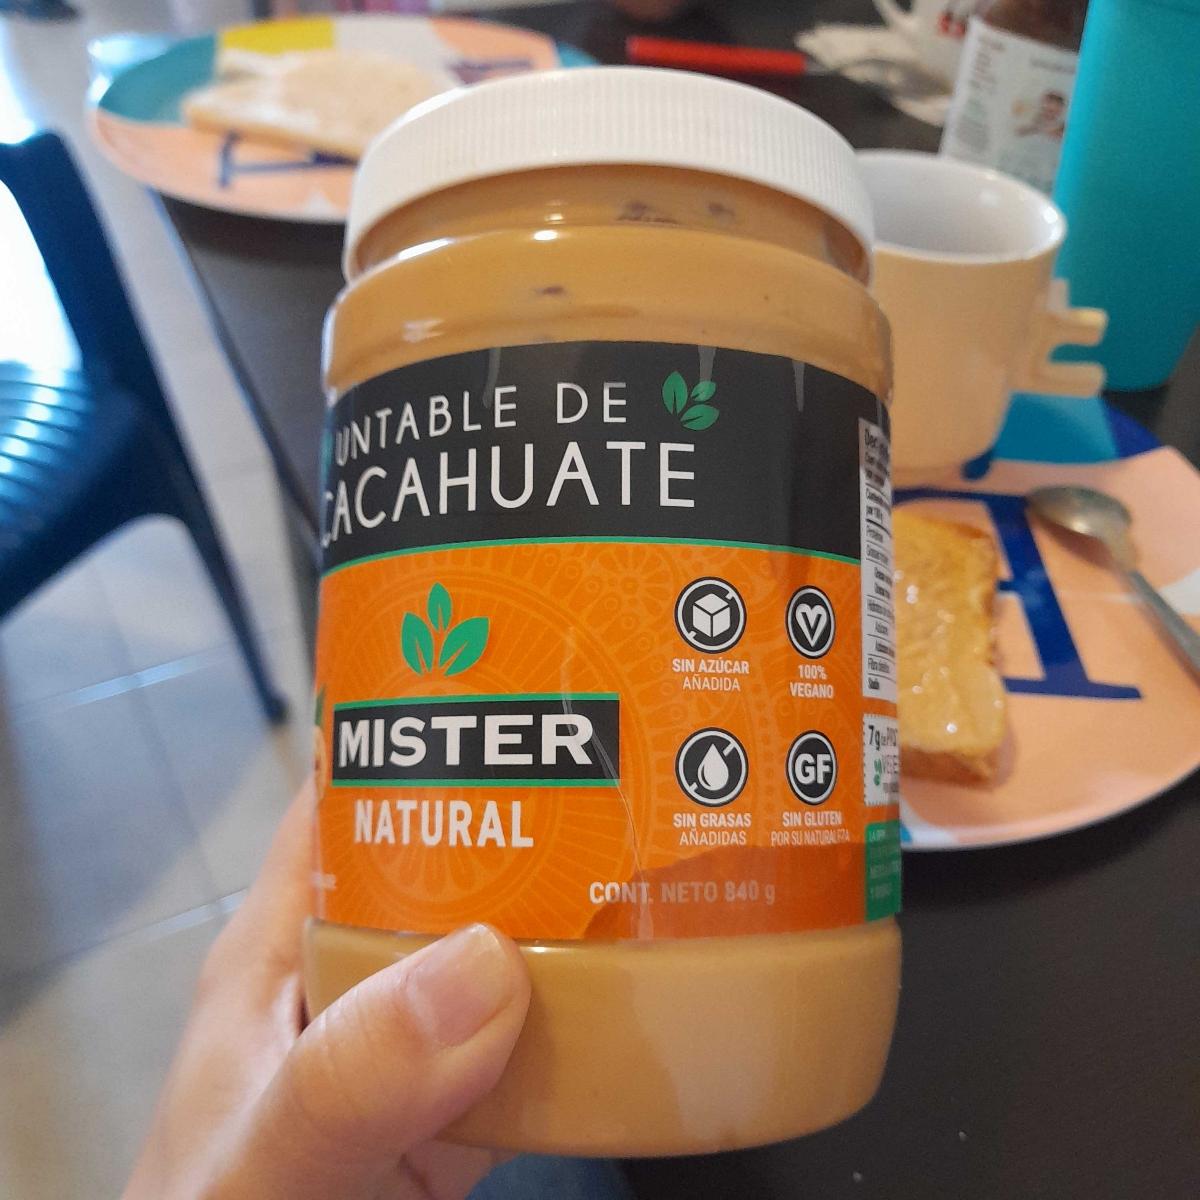 UNTABLE DE
CACAHUATE
MISTER
NATURAL
SIN AZÚCAR
AÑADIDA
100%
VEGANO
SIN GRASAS
AÑADIDAS
GF
SIN GLUTEN
POR SU NATURALEZA
CONT. NETO 840 g
7g